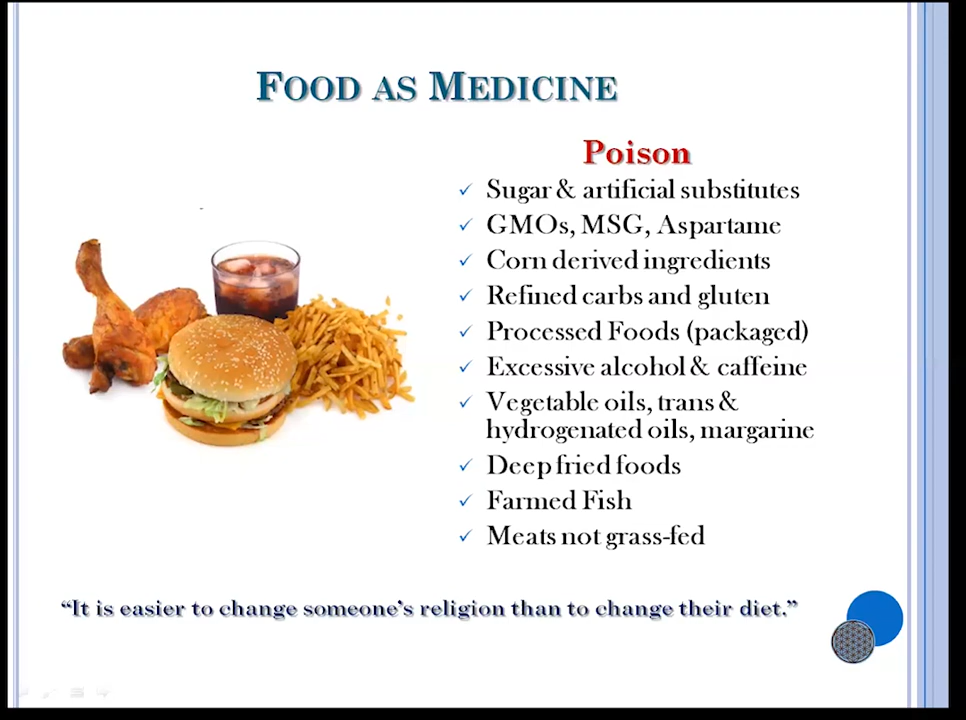 FOOD AS MEDICINE
Poison
Sugar & artificial substitutes
GMOs, MSG, Aspartame
Corn derived ingredients
Refined carbs and gluten
Processed Foods (packaged)
Excessive alcohol & caffeine
Vegetable oils, trans &
hydrogenated oils, margarine
Deep fried foods
Farmed Fish
Meats not grass-fed
“It is easier to change someone’s religion than to change their diet.”